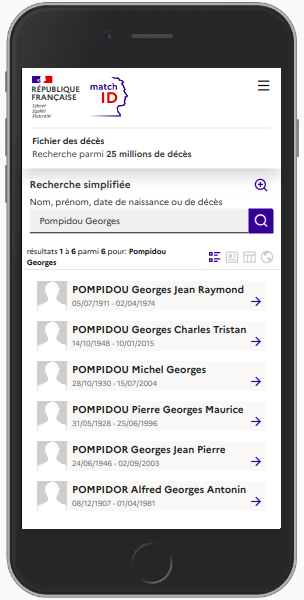 RÉPUBLIQUE
FRANÇAISE
Liberté
Égalité
Fraternité
match
ID
Fichier des décès
Recherche parmi 25 millions de décès
Recherche simplifiée
Nom, prénom, date de naissance ou de décès
Pompidou Georges
résultats 1 à 6 parmi 6 pour: Pompidou
Georges
POMPIDOU Georges Jean Raymond
05/07/1911 - 02/04/1974
POMPIDOU Georges Charles Tristan
14/10/1948 - 10/01/2015
POMPIDOU Michel Georges
28/10/1930 - 15/07/2004
POMPIDOU Pierre Georges Maurice
31/05/1928 - 25/06/1996
POMPIDOR Georges Jean Pierre
24/06/1946 - 02/09/2003
POMPIDOR Alfred Georges Antonin
08/12/1907 - 01/04/1981